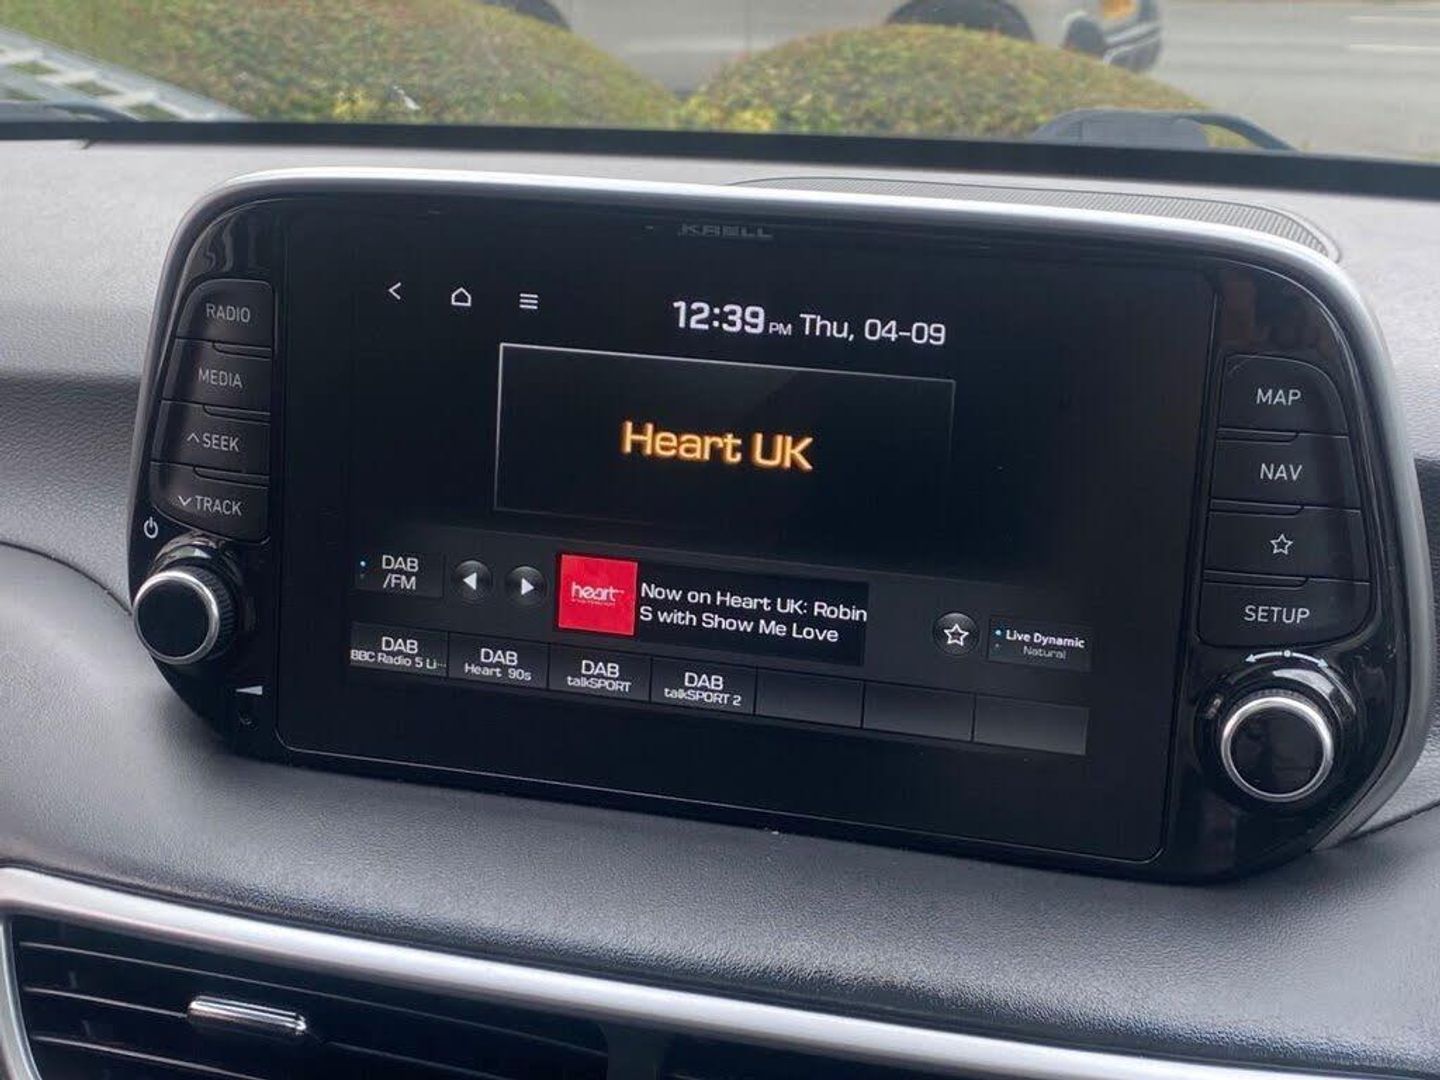 KRELL
12:39 PM Thu, 04-09
RADIO
MEDIA
SEEK
TRACK
Heart UK
MAP
NAV
SETUP
DAB
/FM
heart
Now on Heart UK: Robin
S with Show Me Love
Live Dynamic
Natural
DAB
BBC Radio 5 Li...
DAB
Heart 90s
DAB
talkSPORT
DAB
talkSPORT 2